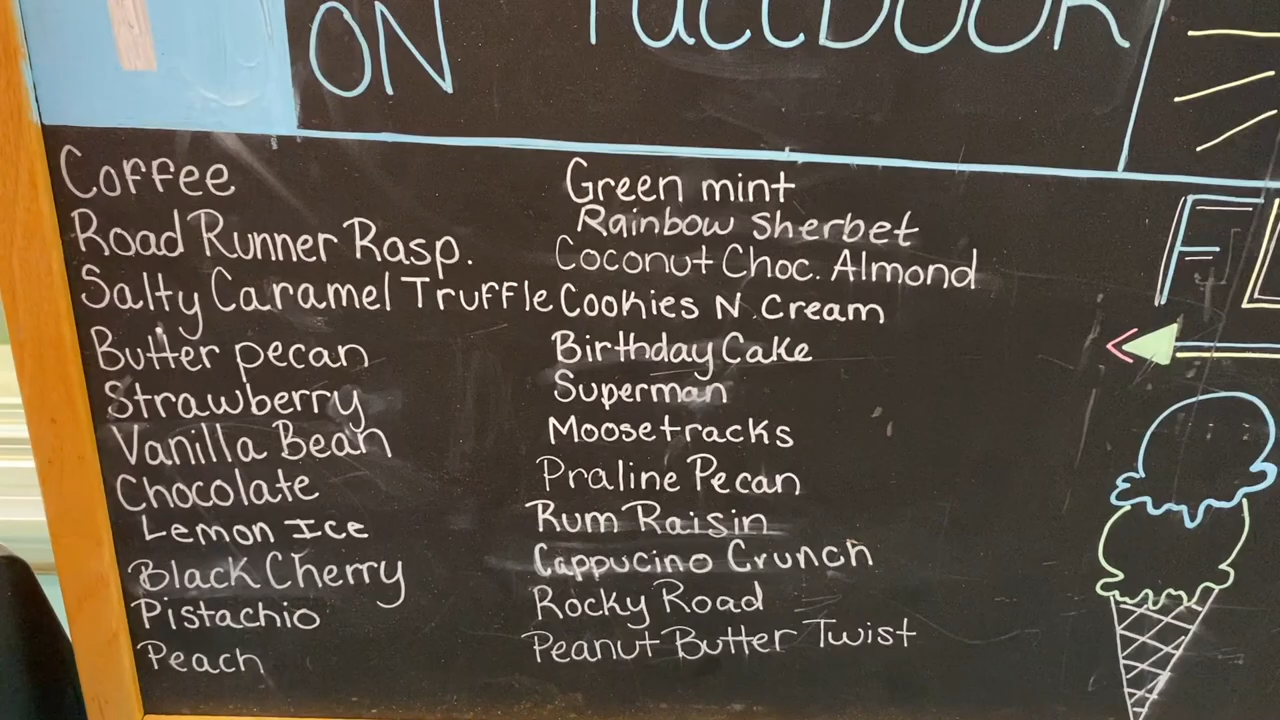 ON Facebook
Coffee
Road Runner Rasp.
Salty Caramel Truffle
Butter pecan
Strawberry
Vanilla Bean
Chocolate
Lemon Ice
Black Cherry
Pistachio
Peach
Green mint
Rainbow Sherbet
Coconut Choc. Almond
Cookies N Cream
Birthday Cake
Superman
Moosetracks
Praline Pecan
Rum Raisin
Cappucino Crunch
Rocky Road
Peanut Butter Twist